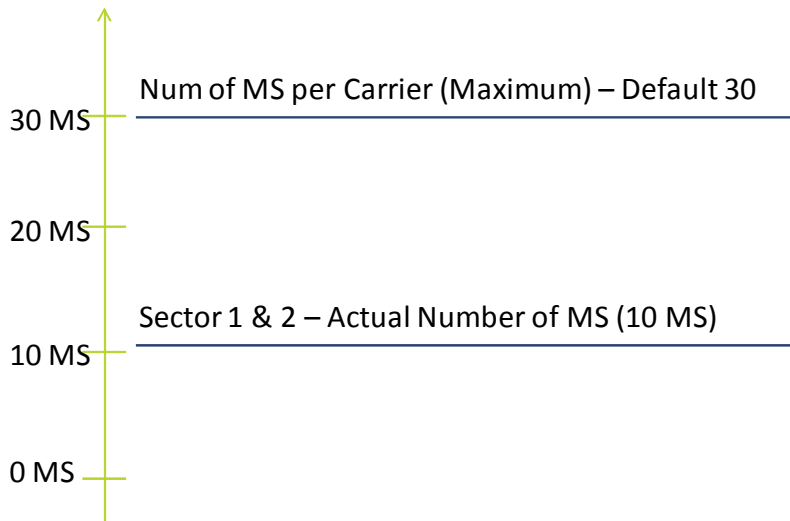 Num of MS per Carrier (Maximum) – Default 30
30 MS
20 MS
Sector 1 & 2 – Actual Number of MS (10 MS)
10 MS
0 MS